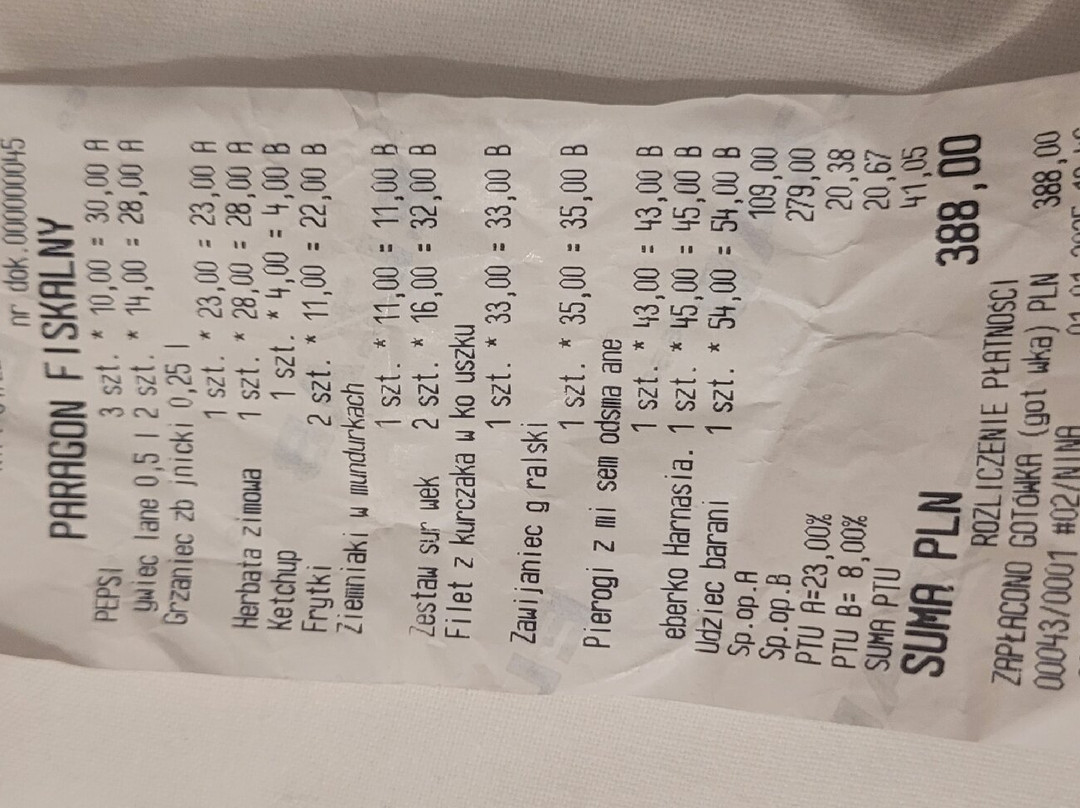 nr dok.0000000045
PARAGON FISKALNY
PEPSI 3 szt. * 10,00 = 30,00 A
ywiec lane 0,5 l 2 szt. * 14,00 = 28,00 A
Grzaniec zb jnicki 0,25 l
1 szt. * 23,00 = 23,00 A
Herbata zimowa 1 szt. * 28,00 = 28,00 A
Ketchup 1 szt. * 4,00 = 4,00 B
Frytki 2 szt. * 11,00 = 22,00 B
Ziemniaki w mundurkach
1 szt. * 11,00 = 11,00 B
Zestaw sur wek 2 szt. * 16,00 = 32,00 B
Filet z kurczaka w ko uszku
1 szt. * 33,00 = 33,00 B
Zawijaniec g ralski
1 szt. * 35,00 = 35,00 B
Pierogi z mi sem odsma ane
1 szt. * 43,00 = 43,00 B
eberko Harnasia. 1 szt. * 45,00 = 45,00 B
Udziec barani 1 szt. * 54,00 = 54,00 B
Sp.op.A 109,00
Sp.op.B 279,00
PTU A=23,00% 20,38
PTU B= 8,00% 20,67
SUMA PTU 41,05
SUMA PLN 388,00
ROZLICZENIE PŁATNOŚCI
ZAPŁACONO GOTÓWKA (got wka) PLN 388,00
00043/0001 #02/NINA